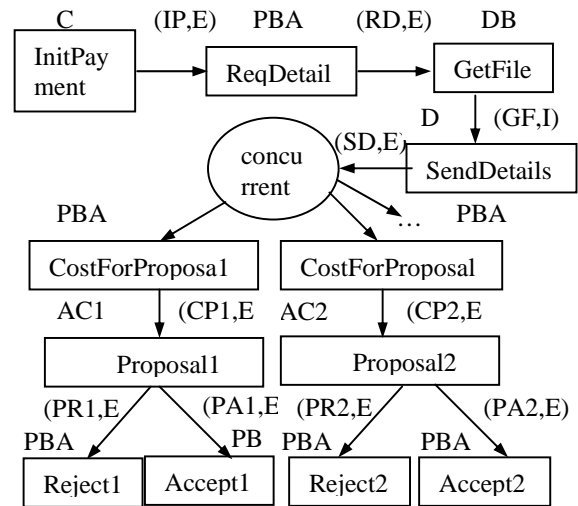 C (IP,E) PBA (RD,E) DB
InitPay
ment
ReqDetail
GetFile
D (GF,I)
(SD,E)
SendDetails
concu
rrent
PBA
... PBA
CostForProposa1
CostForProposal
AC1 (CP1,E
AC2 (CP2,E
Proposal1
Proposal2
(PR1,E (PA1,E
(PR2,E (PA2,E)
PBA PB
PBA PBA
Reject1
Accept1
Reject2
Accept2